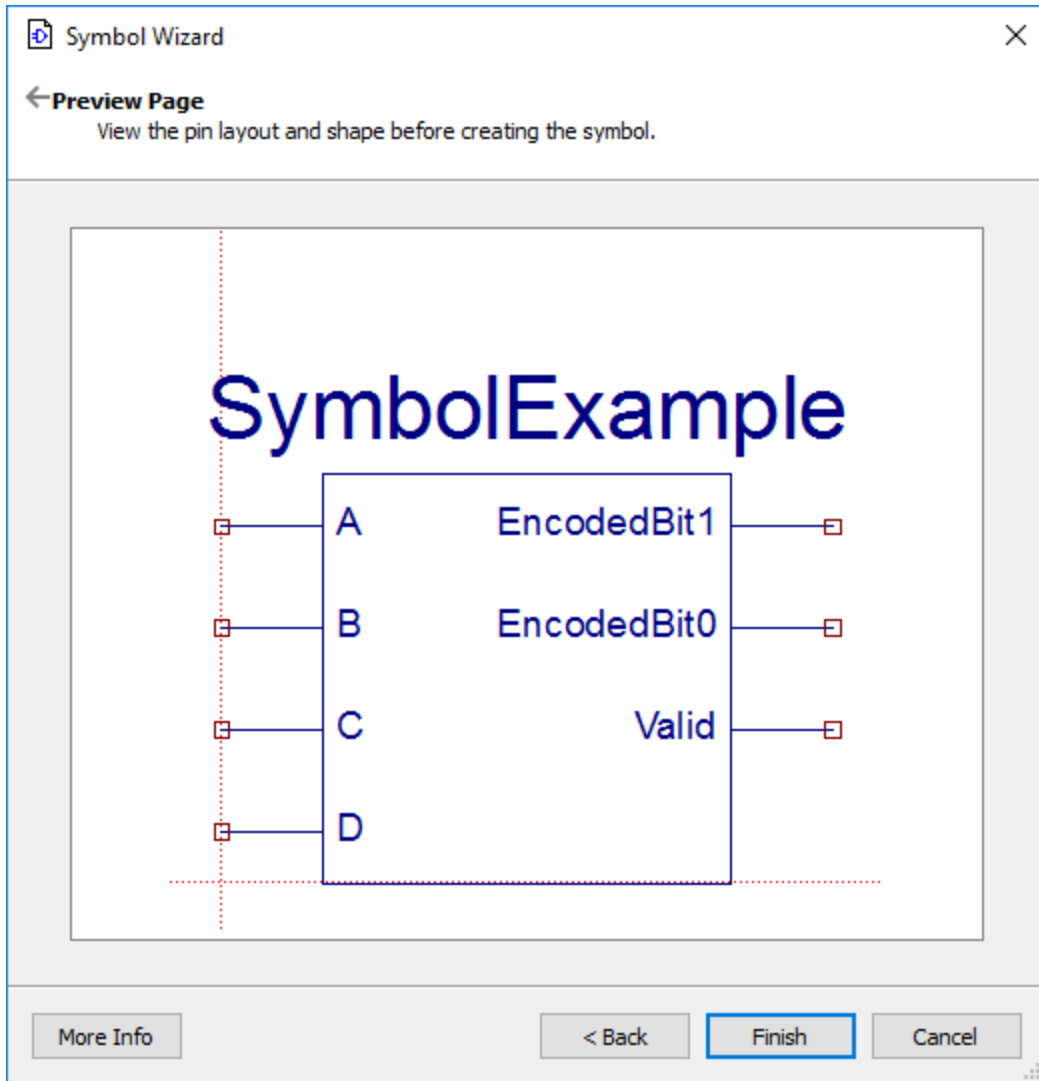 Symbol Wizard
Preview Page
View the pin layout and shape before creating the symbol.
SymbolExample
A EncodedBit1
B EncodedBit0
C Valid
D
More Info < Back Finish Cancel